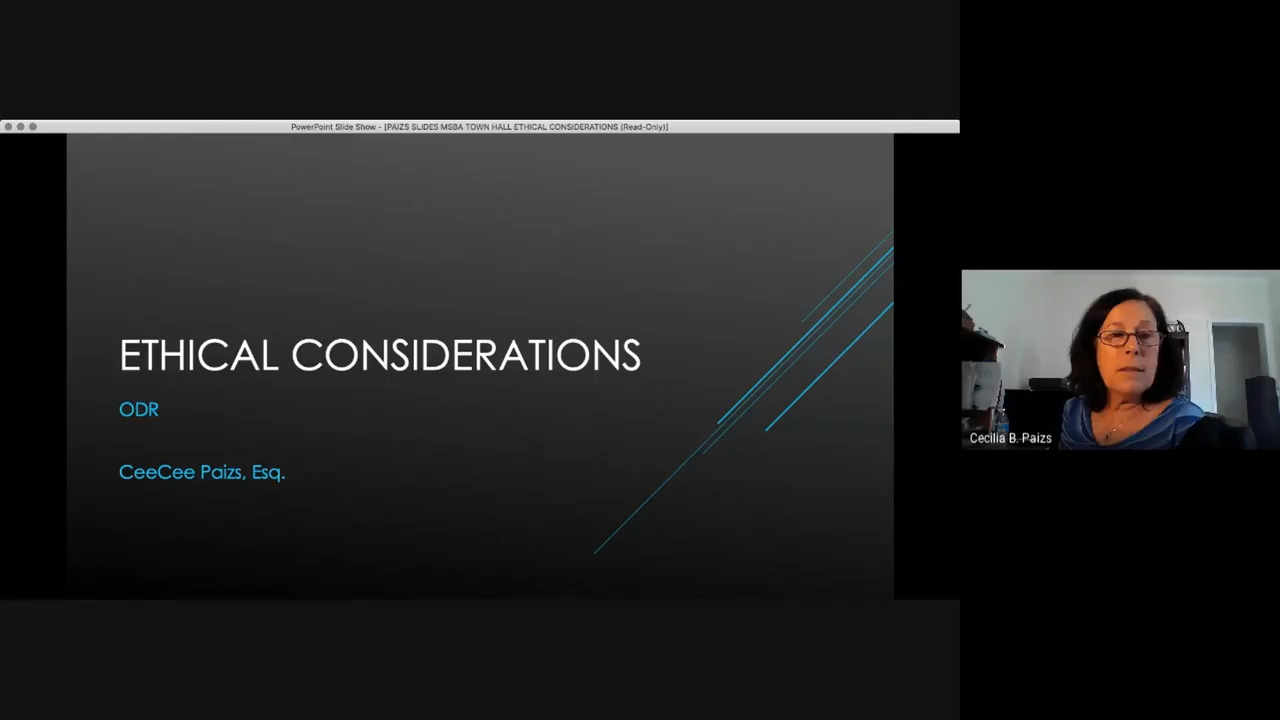 PowerPoint Slide Show - [PAIZS SLIDES MSBA TOWN HALL ETHICAL CONSIDERATIONS (Read-Only)]
ETHICAL CONSIDERATIONS
ODR
CeeCee Paizs, Esq.
Cecilia B. Paizs